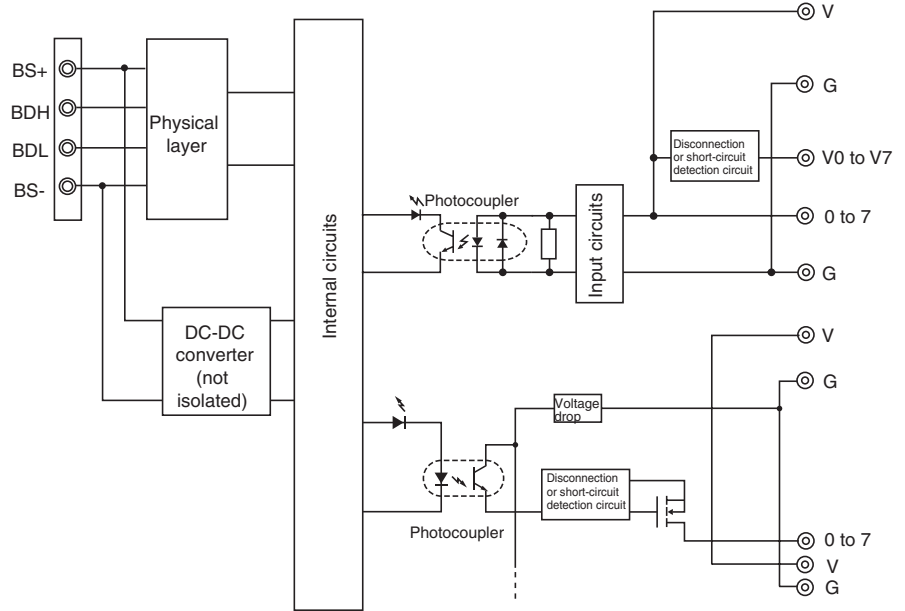 BS+
BDH
BDL
BS-
Physical
layer
DC-DC
converter
(not
isolated)
Internal circuits
Photocoupler
Input circuits
V
G
Disconnection
or short-circuit
detection circuit
V0 to V7
0 to 7
G
V
G
Voltage
drop
Disconnection
or short-circuit
detection circuit
Photocoupler
0 to 7
V
G